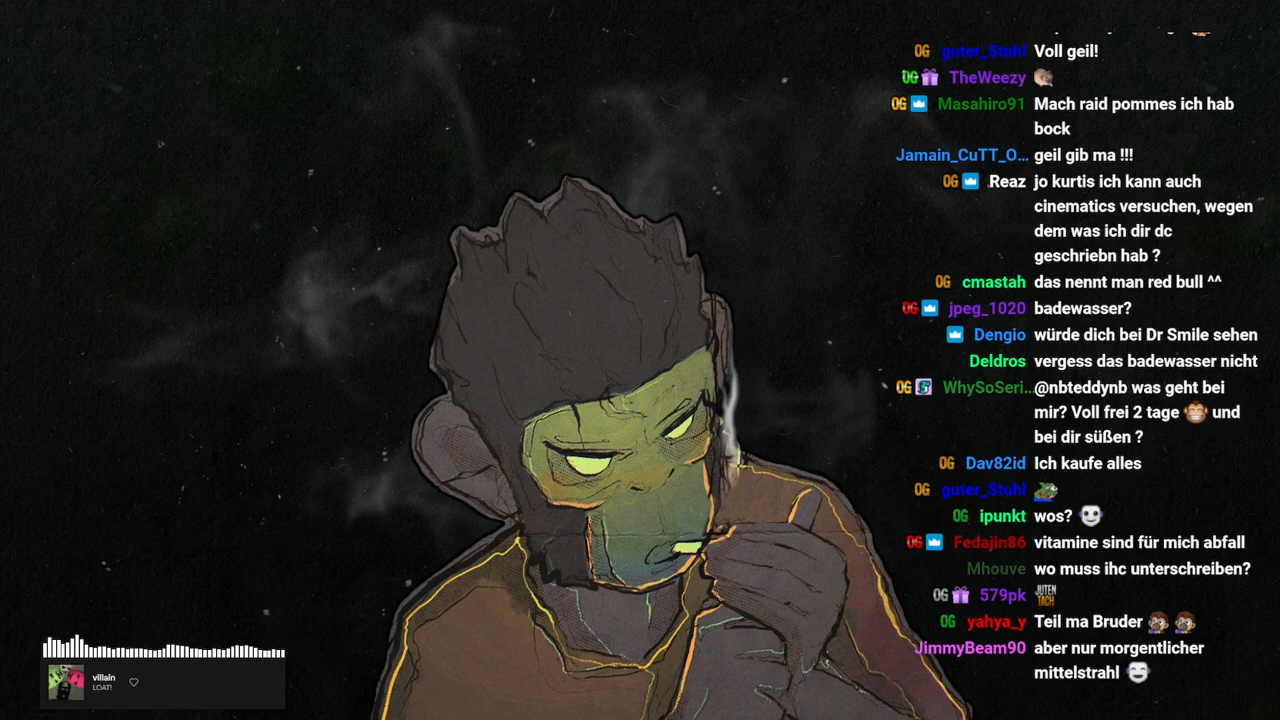 OG guter_Stuhl Voll geil!
OG TheWeezy
OG Masahiro91 Mach raid pommes ich hab
bock
Jamain_CuTT_O... geil gib ma !!!
OG Reaz jo kurtis ich kann auch
cinematics versuchen, wegen
dem was ich dir dc
geschriebn hab ?
OG cmastah das nennt man red bull ^^
OG jpeg_1020 badewasser?
Dengio würde dich bei Dr Smile sehen
Deldros vergess das badewasser nicht
OG WhySoSeri... @nbteddynb was geht bei
mir? Voll frei 2 tage und
bei dir süßen ?
OG Dav82id Ich kaufe alles
OG guter_Stuhl
OG ipunkt wos?
OG Fedajin86 vitamine sind für mich abfall
Mhouve wo muss ihc unterschreiben?
OG 579pk JUTEN
TACH
OG yahya_y Teil ma Bruder
JimmyBeam90 aber nur morgentlicher
mittelstrahl
villain
LOAT!